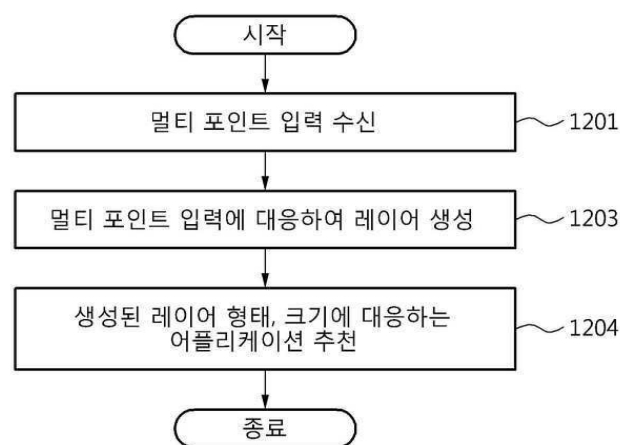 시작
멀티 포인트 입력 수신
1201
멀티 포인트 입력에 대응하여 레이어 생성
1203
생성된 레이어 형태, 크기에 대응하는
어플리케이션 추천
1204
종료